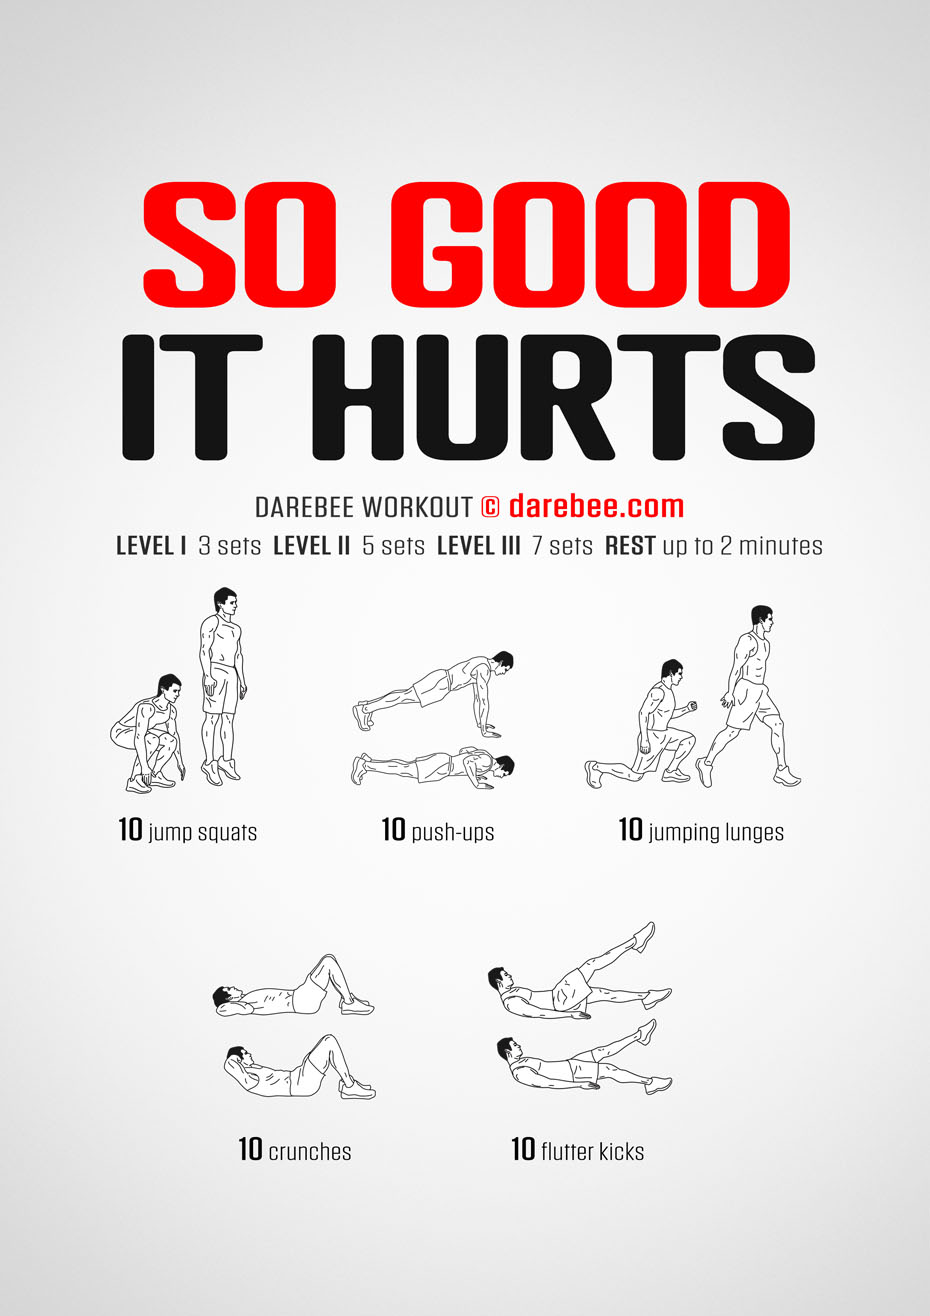 SO GOOD
IT HURTS
DAREBEE WORKOUT © darebee.com
LEVEL I 3 sets LEVEL II 5 sets LEVEL III 7 sets REST up to 2 minutes
10 jump squats
10 push-ups
10 jumping lunges
10 crunches
10 flutter kicks